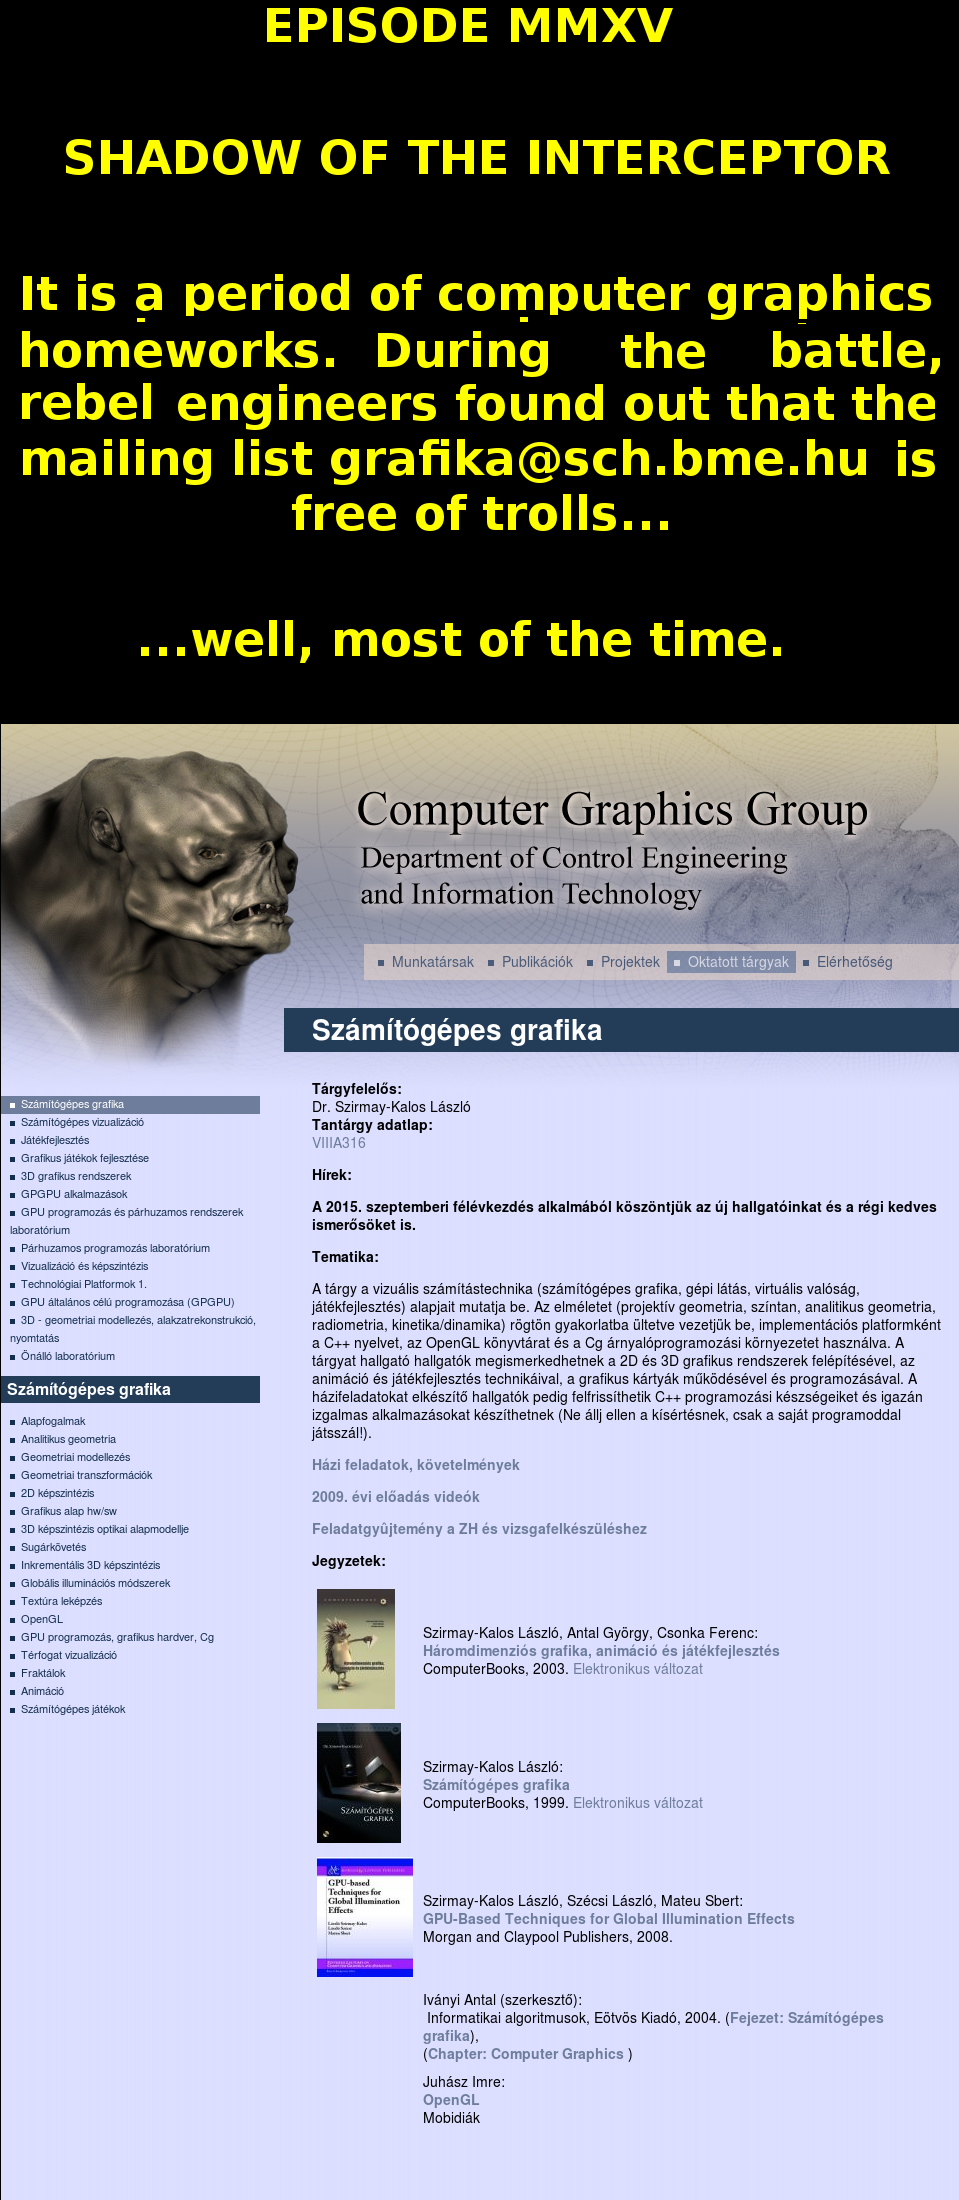 EPISODE MMXV
SHADOW OF THE INTERCEPTOR
It is a period of computer graphics
homeworks. During the battle,
rebel engineers found out that the
mailing list grafika@sch.bme.hu is
free of trolls...
...well, most of the time.
Computer Graphics Group
Department of Control Engineering
and Information Technology
Munkatársak Publikációk Projektek Oktatott tárgyak Elérhetőség
Számítógépes grafika
Számítógépes grafika
Számítógépes vizualizáció
Játékfejlesztés
Grafikus játékok fejlesztése
3D grafikus rendszerek
GPGPU alkalmazások
GPU programozás és párhuzamos rendszerek
laboratórium
Párhuzamos programozás laboratórium
Vizualizáció és képszintézis
Technológiai Platformok 1.
GPU általános célú programozása (GPGPU)
3D - geometriai modellezés, alakzatrekonstrukció,
nyomtatás
Önálló laboratórium
Számítógépes grafika
Alapfogalmak
Analitikus geometria
Geometriai modellezés
Geometriai transzformációk
2D képszintézis
Grafikus alap hw/sw
3D képszintézis optikai alapmodellje
Sugárkövetés
Inkrementális 3D képszintézis
Globális illuminációs módszerek
Textúra leképzés
OpenGL
GPU programozás, grafikus hardver, Cg
Térfogat vizualizáció
Fraktálok
Animáció
Számítógépes játékok
Tárgyfelelős:
Dr. Szirmay-Kalos László
Tantárgy adatlap:
VIIIA316
Hírek:
A 2015. szeptemberi félévkezdés alkalmából köszöntjük az új hallgatóinkat és a régi kedves
ismerősöket is.
Tematika:
A tárgy a vizuális számítástechnika (számítógépes grafika, gépi látás, virtuális valóság,
játékfejlesztés) alapjait mutatja be. Az elméletet (projektív geometria, színtan, analitikus geometria,
radiometria, kinetika/dinamika) rögtön gyakorlatba ültetve vezetjük be, implementációs platformként
a C++ nyelvet, az OpenGL könyvtárat és a Cg árnyalóprogramozási környezetet használva. A
tárgyat hallgató hallgatók megismerkedhetnek a 2D és 3D grafikus rendszerek felépítésével, az
animáció és játékfejlesztés technikáival, a grafikus kártyák működésével és programozásával. A
házifeladatokat elkészítő hallgatók pedig felfrissíthetik C++ programozási készségeiket és igazán
izgalmas alkalmazásokat készíthetnek (Ne állj ellen a kísértésnek, csak a saját programoddal
játsszál!).
Házi feladatok, követelmények
2009. évi előadás videók
Feladatgyûjtemény a ZH és vizsgafelkészüléshez
Jegyzetek:
Szirmay-Kalos László, Antal György, Csonka Ferenc:
Háromdimenziós grafika, animáció és játékfejlesztés
ComputerBooks, 2003. Elektronikus változat
SZÁMÍTÓGÉPES
GRAFIKA
Szirmay-Kalos László:
Számítógépes grafika
ComputerBooks, 1999. Elektronikus változat
GPU-based
Techniques for
Global Illumination
Effects
Szirmay-Kalos László, Szécsi László, Mateu Sbert:
GPU-Based Techniques for Global Illumination Effects
Morgan and Claypool Publishers, 2008.
Iványi Antal (szerkesztő):
Informatikai algoritmusok, Eötvös Kiadó, 2004. (Fejezet: Számítógépes
grafika),
(Chapter: Computer Graphics )
Juhász Imre:
OpenGL
Mobidiák